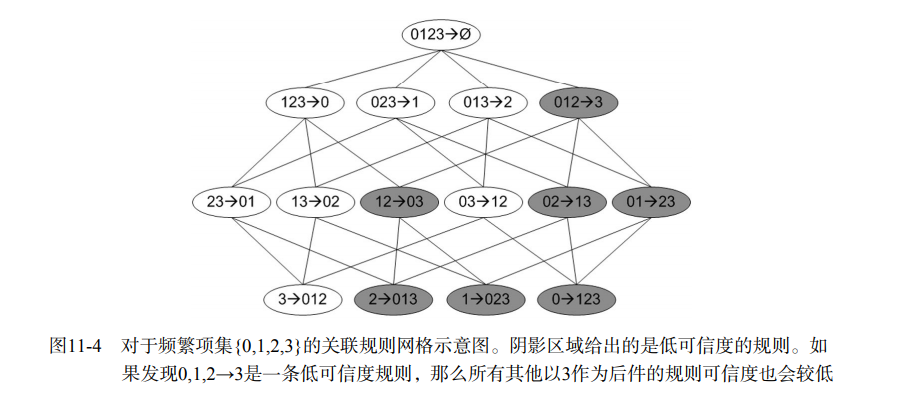 0123→Ø
123→0 023→1 013→2 012→3
23→01 13→02 12→03 03→12 02→13 01→23
3→012 2→013 1→023 0→123
图11-4 对于频繁项集{0,1,2,3}的关联规则网格示意图。阴影区域给出的是低可信度的规则。如
果发现0,1,2→3是一条低可信度规则，那么所有其他以3作为后件的规则可信度也会较低